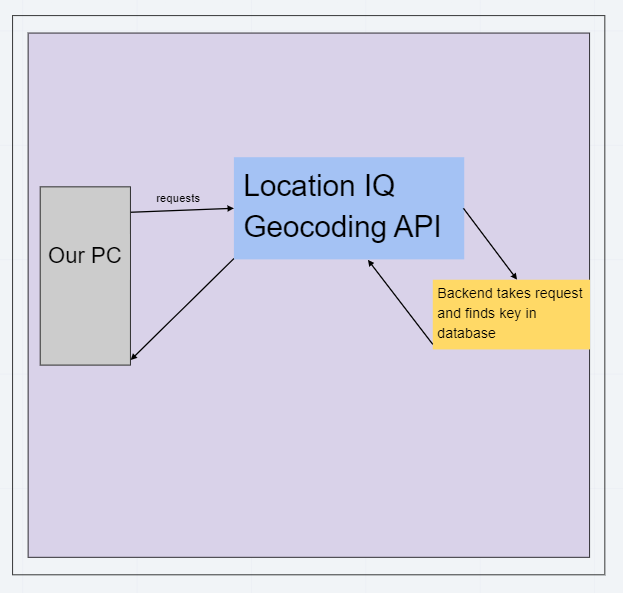 requests
Location IQ
Geocoding API
Our PC
Backend takes request
and finds key in
database